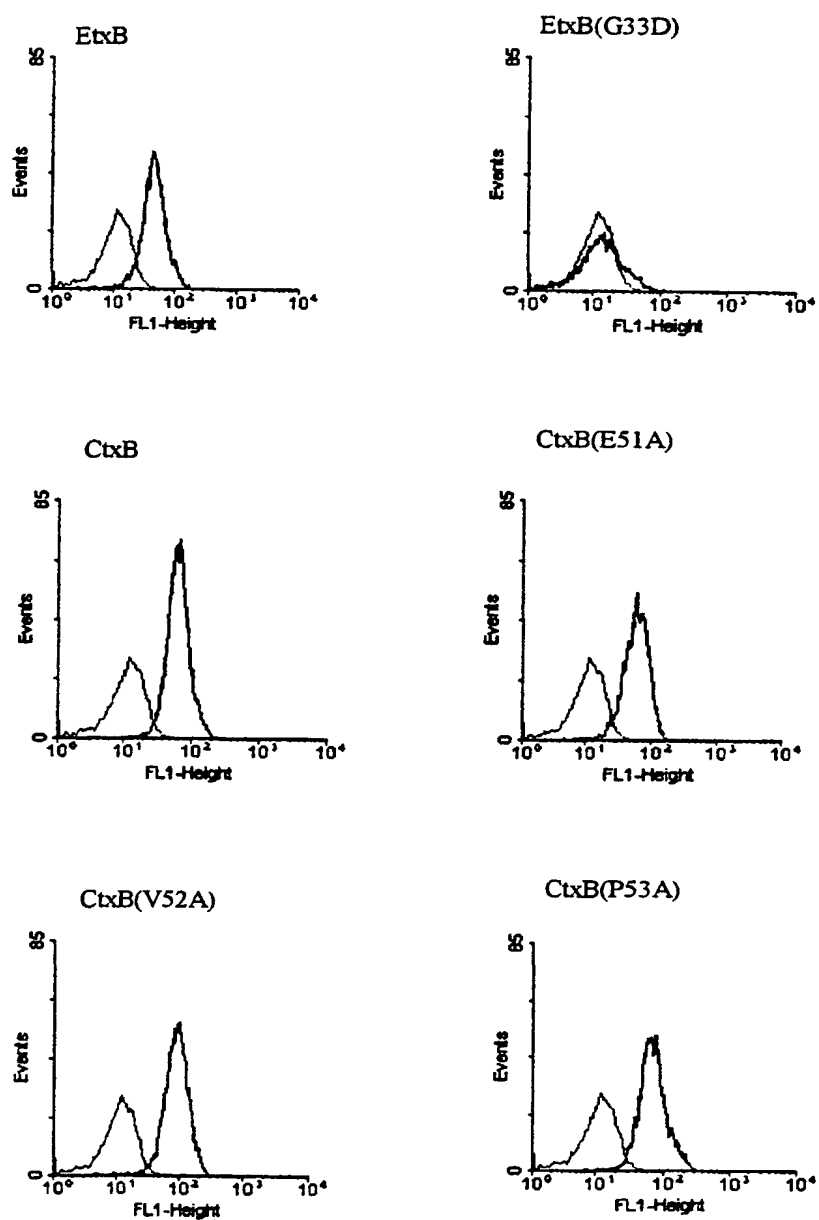 EtxB
EtxB(G33D)
85
Events
0
10⁰ 10¹ 10² 10³ 10⁴
FL1-Height
85
Events
0
10⁰ 10¹ 10² 10³ 10⁴
FL1-Height
CtxB
CtxB(E51A)
85
Events
0
10⁰ 10¹ 10² 10³ 10⁴
FL1-Height
85
Events
0
10⁰ 10¹ 10² 10³ 10⁴
FL1-Height
CtxB(V52A)
CtxB(P53A)
85
Events
0
10⁰ 10¹ 10² 10³ 10⁴
FL1-Height
85
Events
0
10⁰ 10¹ 10² 10³ 10⁴
FL1-Height